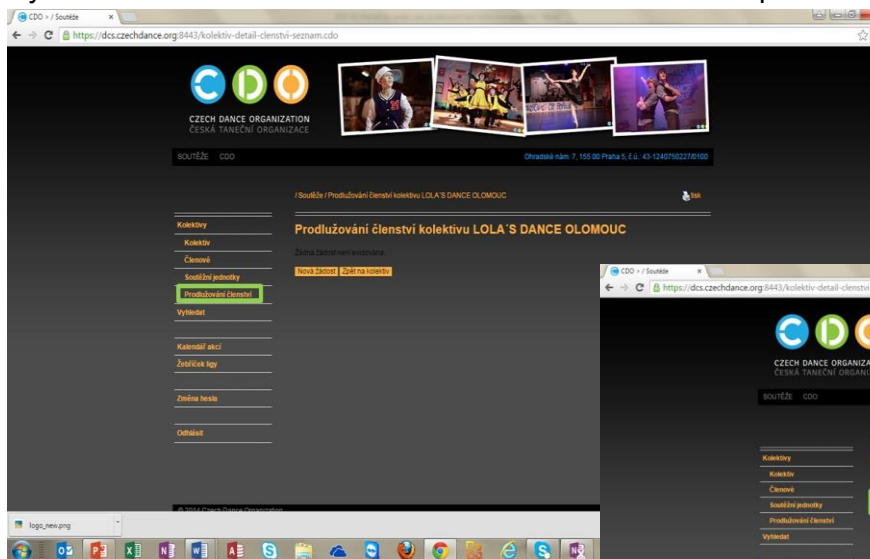 CDO > / Soutěže
https://dcs.czechdance.org:8443/kolektiv-detail-clenstvi-seznam.cdo
CDO
CZECH DANCE ORGANIZATION
ČESKÁ TANEČNÍ ORGANIZACE
SOUTĚŽE CDO
Ohradské nám. 7, 155 00 Praha 5, č.ú.: 43-1240750227/0100
/ Soutěže / Prodlužování členství kolektivu LOLA'S DANCE OLOMOUC
tisk
Prodlužování členství kolektivu LOLA´S DANCE OLOMOUC
Žádná žádost není evidována.
Nová žádost Zpět na kolektiv
Kolektivy
Kolektiv
Členové
Soutěžní jednotky
Prodlužování členství
Vyhledat
Kalendář akcí
Žebříček ligy
Změna hesla
Odhlásit
© 2014 Czech Dance Organization
logo_new.png
CDO > / Soutěže
https://dcs.czechdance.org:8443/kolektiv-detail-clenstvi
CZECH DANCE ORGANIZA
ČESKÁ TANEČNÍ ORGANI
SOUTĚŽE CDO
Kolektivy
Kolektiv
Členové
Soutěžní jednotky
Prodlužování členství
Vyhledat